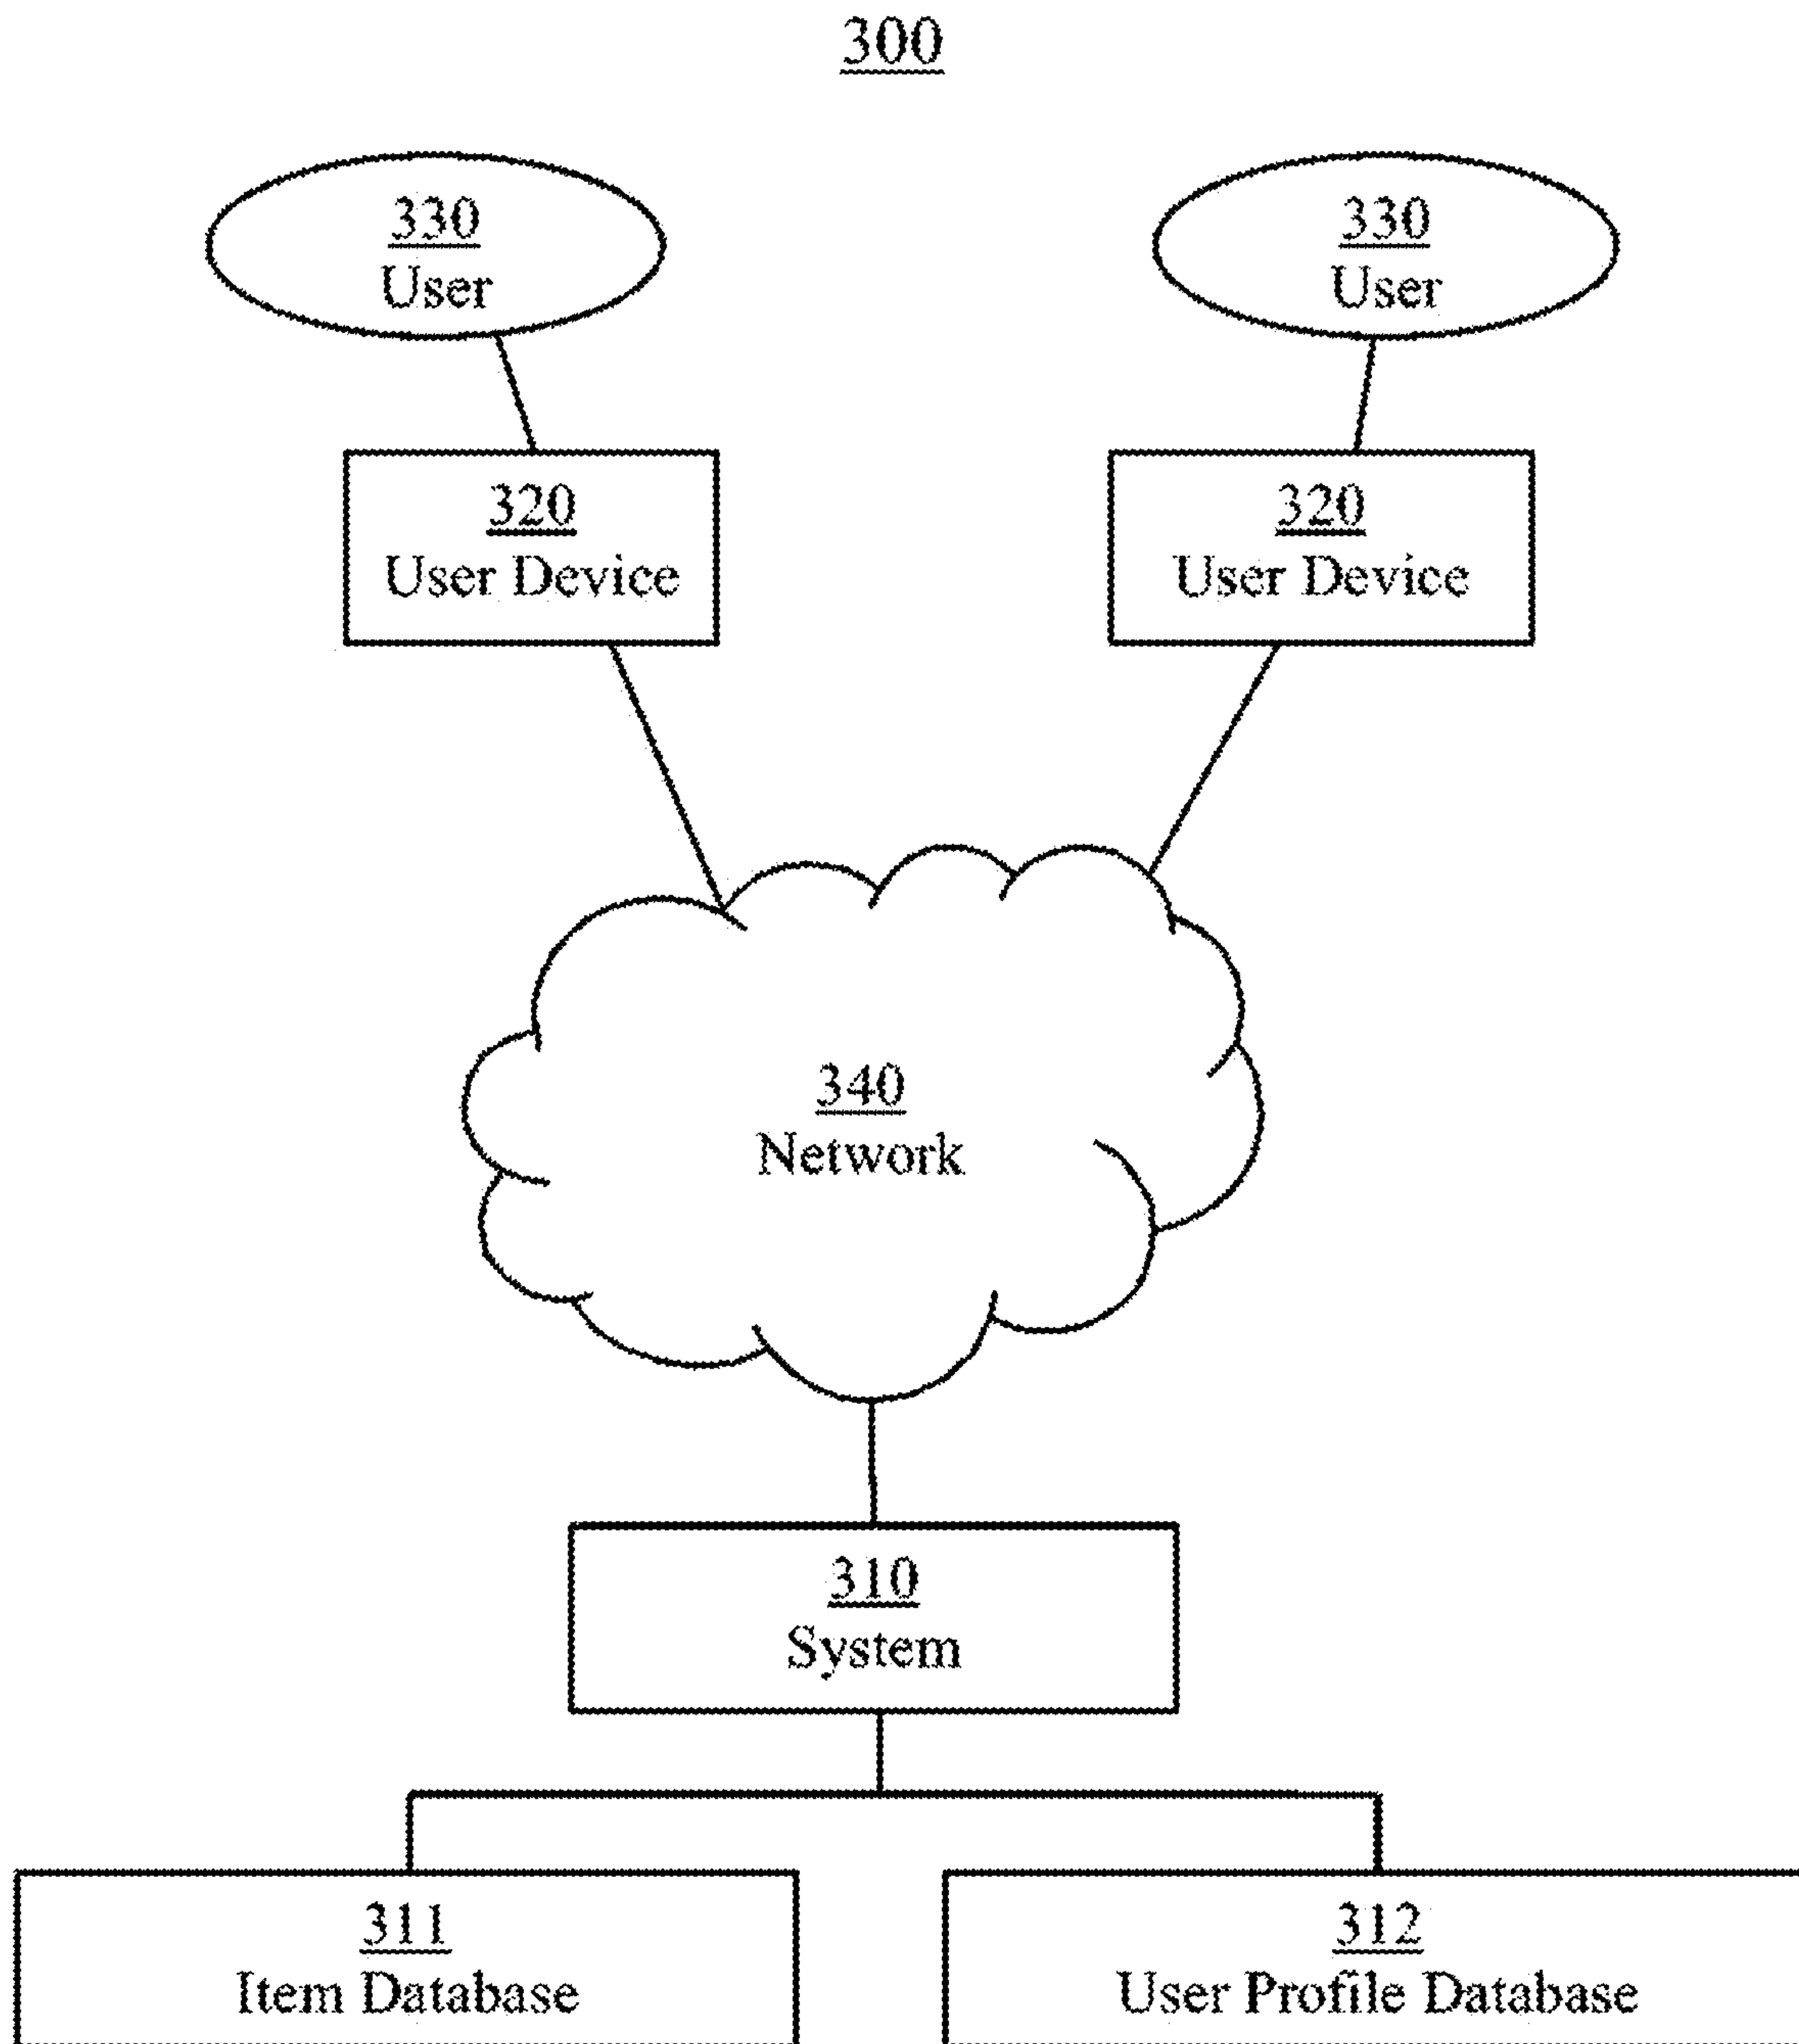 300
330
User
330
User
320
User Device
320
User Device
340
Network
310
System
311
Item Database
312
User Profile Database